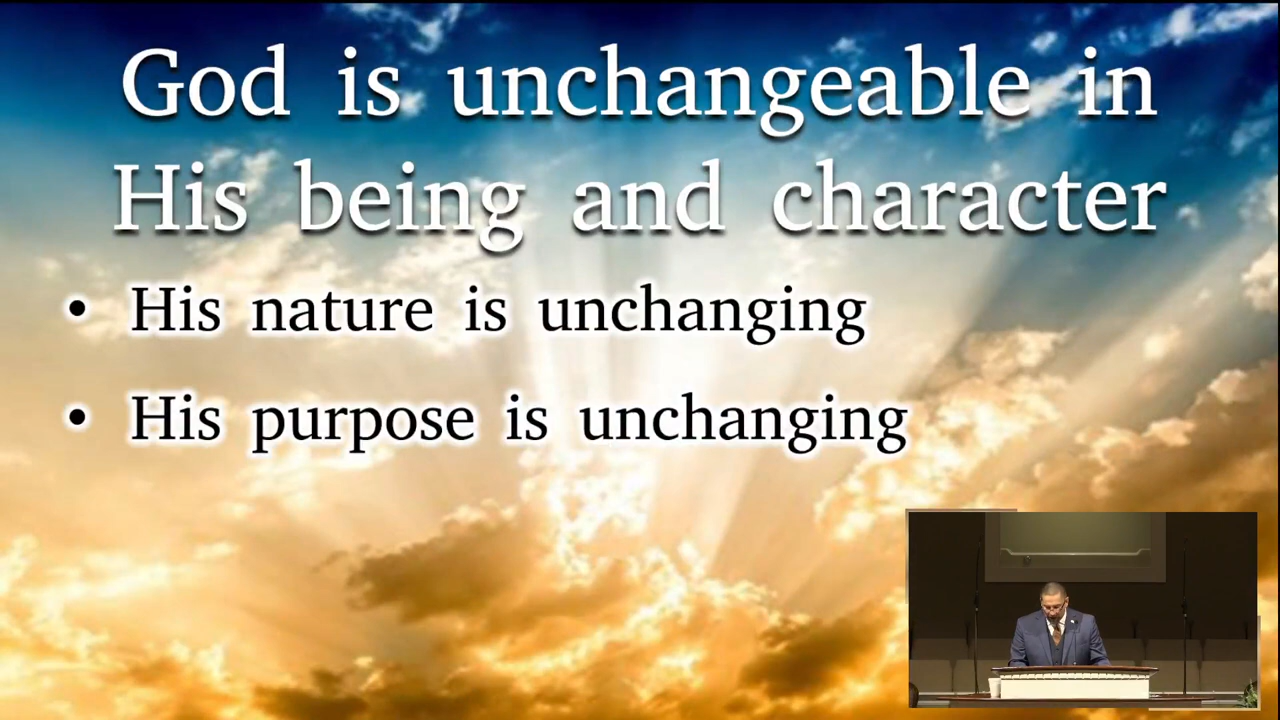 God is unchangeable in
His being and character
• His nature is unchanging
• His purpose is unchanging